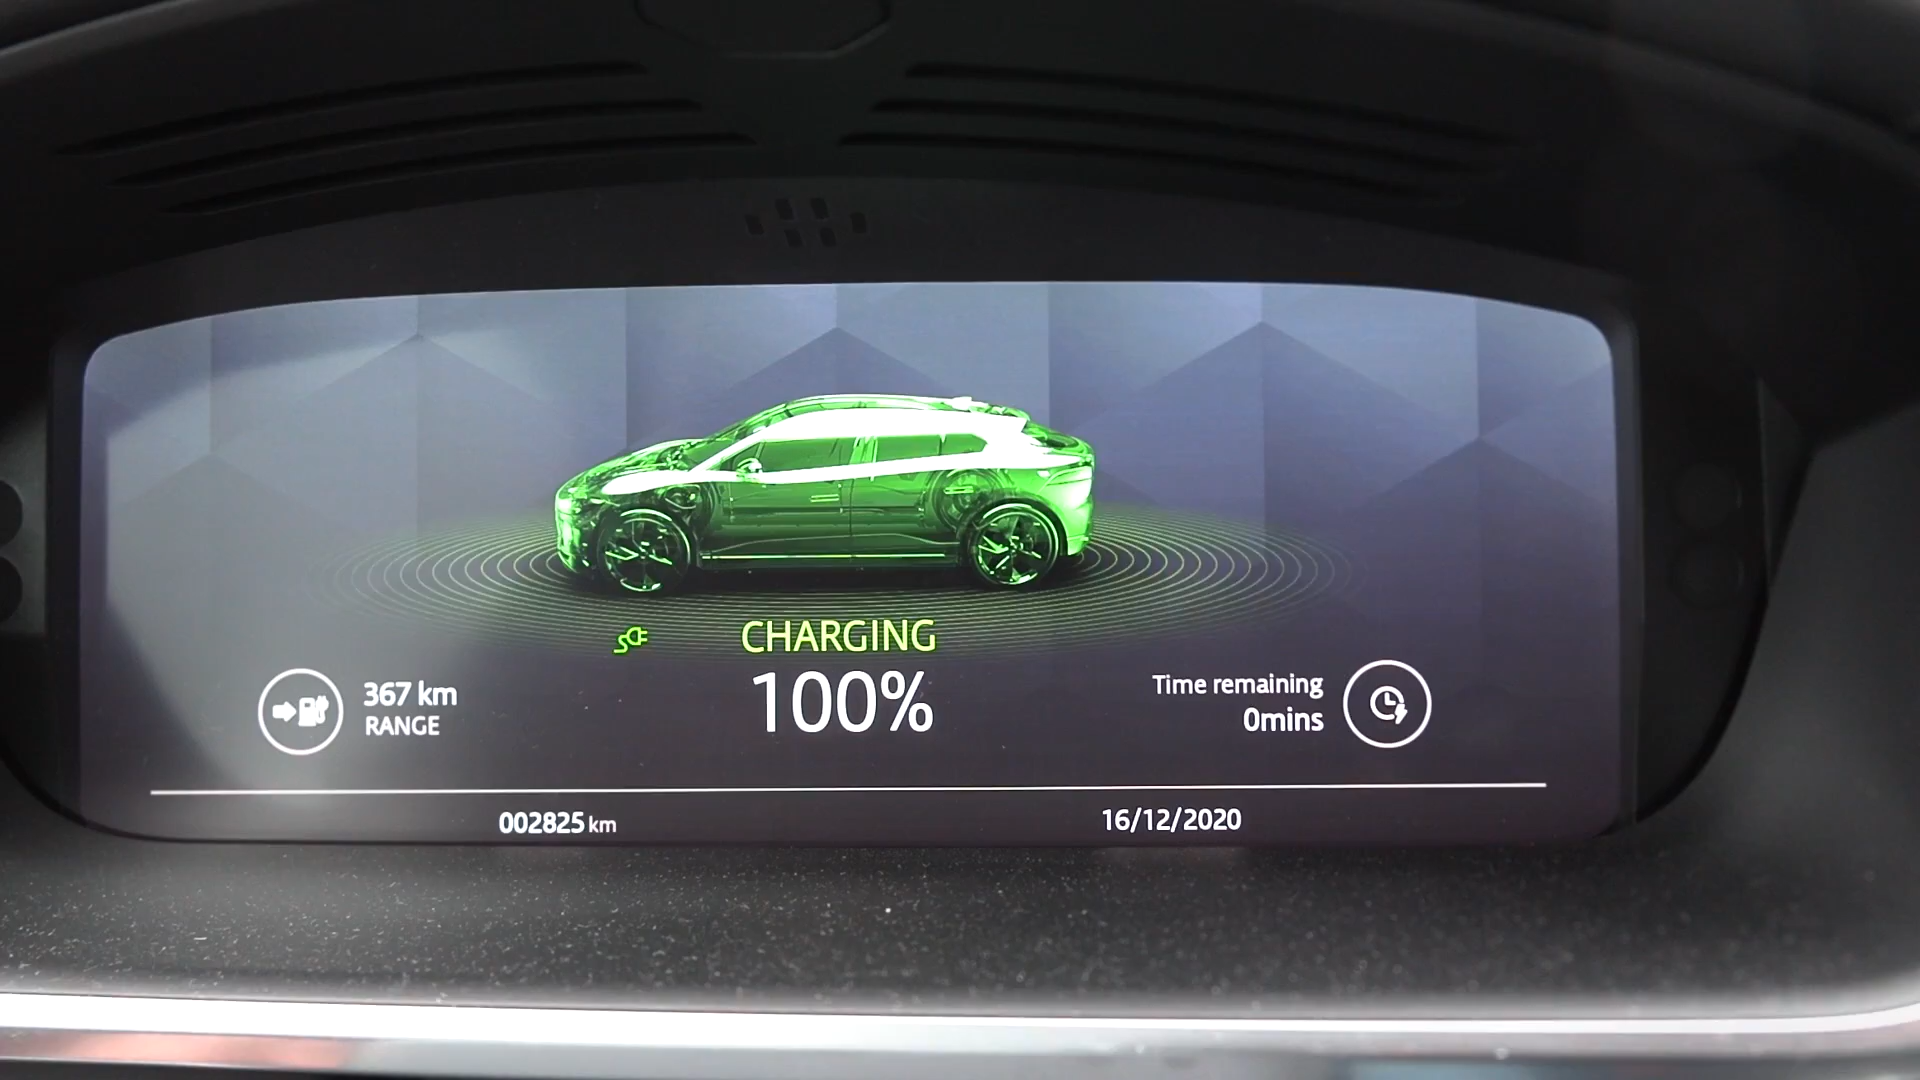 CHARGING
100%
367 km
RANGE
Time remaining
0mins
002825 km
16/12/2020